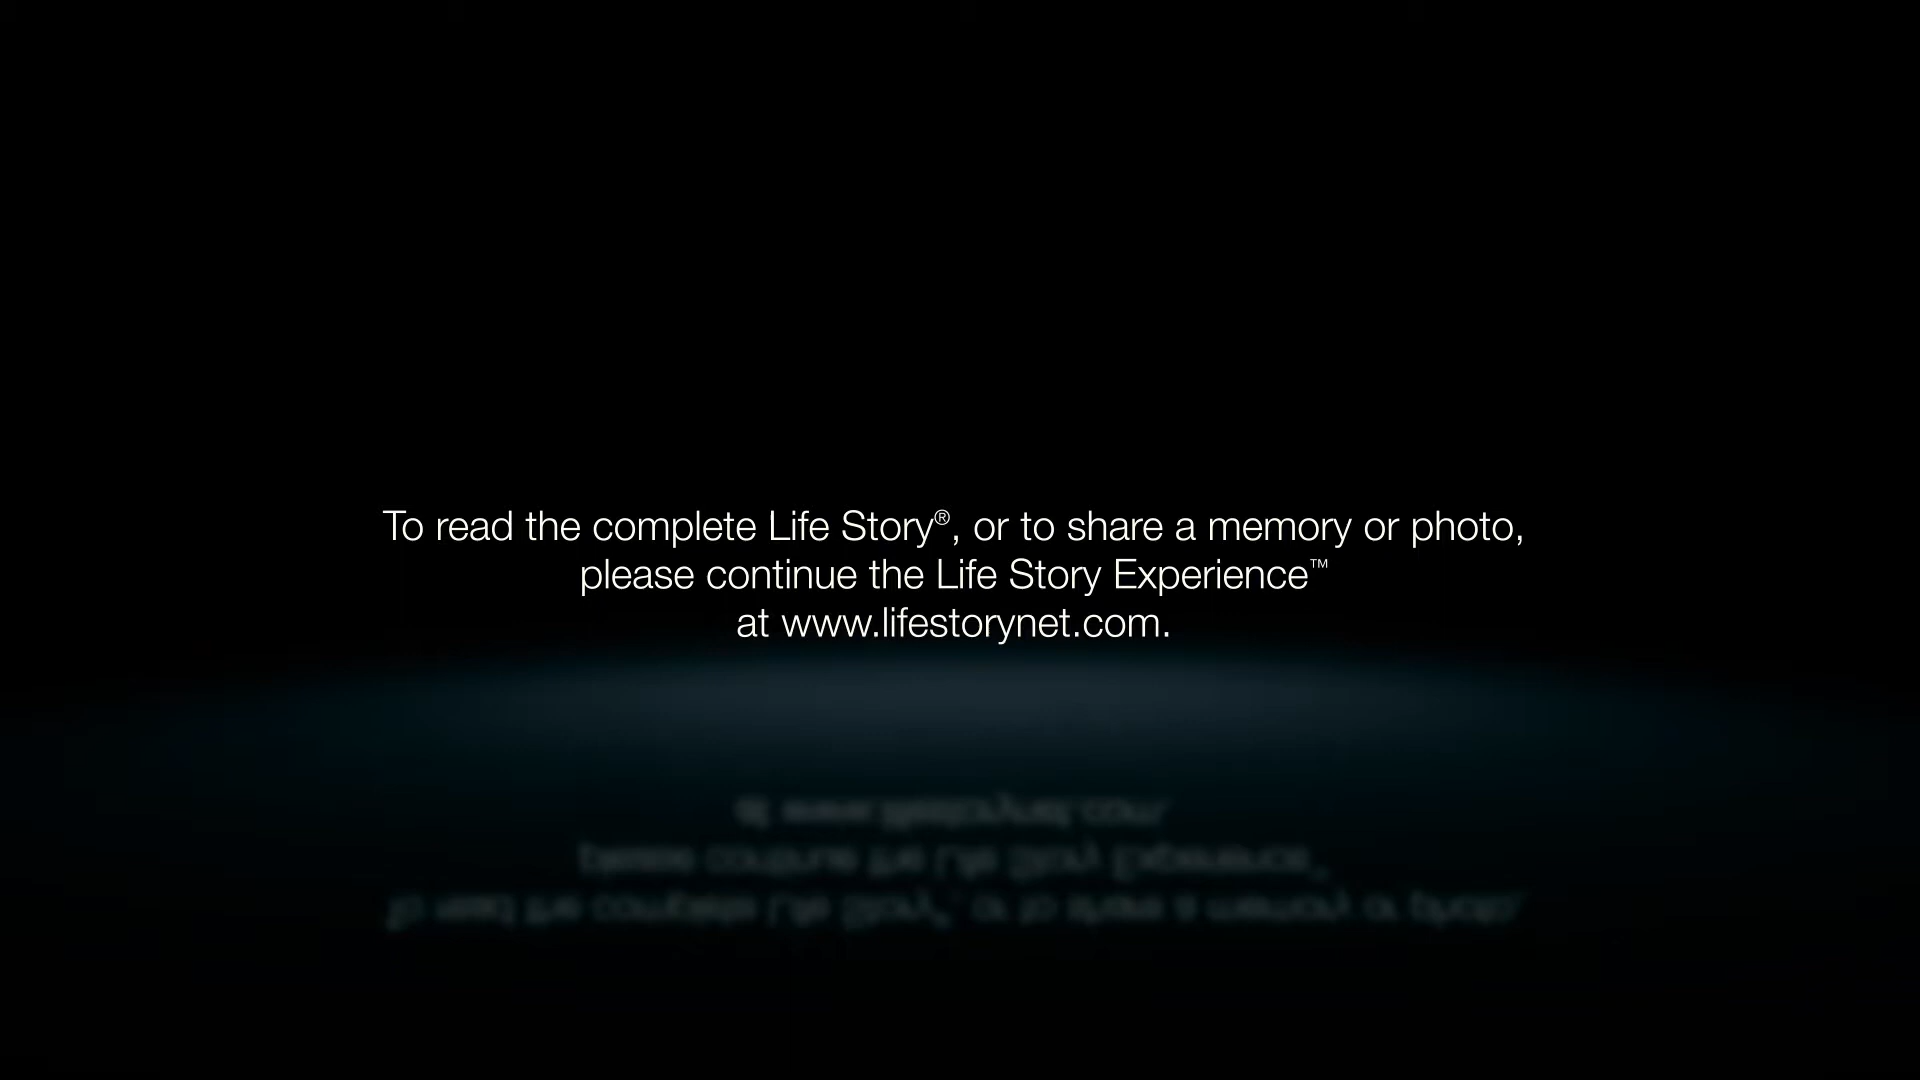 To read the complete Life Story®, or to share a memory or photo,
please continue the Life Story Experience™
at www.lifestorynet.com.